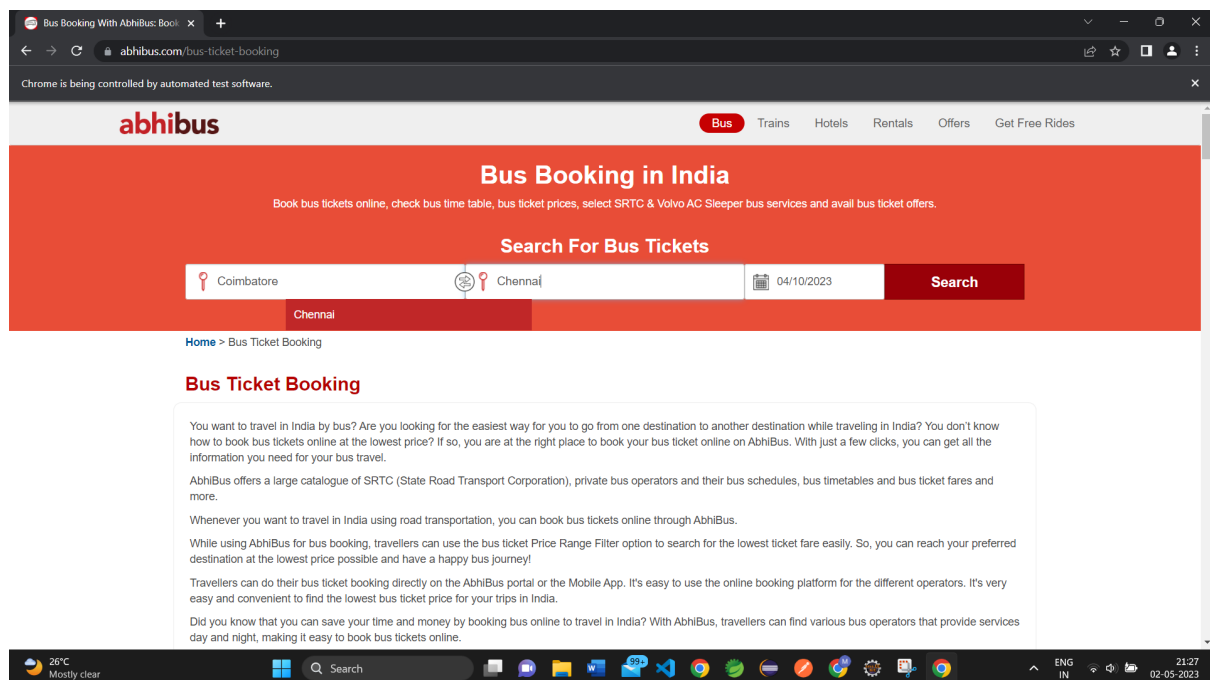 Bus Booking With AbhiBus: Book
abhibus.com/bus-ticket-booking
Chrome is being controlled by automated test software.
abhibus
Bus Trains Hotels Rentals Offers Get Free Rides
Bus Booking in India
Book bus tickets online, check bus time table, bus ticket prices, select SRTC & Volvo AC Sleeper bus services and avail bus ticket offers.
Search For Bus Tickets
Coimbatore Chennai 04/10/2023 Search
Chennai
Home > Bus Ticket Booking
Bus Ticket Booking
You want to travel in India by bus? Are you looking for the easiest way for you to go from one destination to another destination while traveling in India? You don't know
how to book bus tickets online at the lowest price? If so, you are at the right place to book your bus ticket online on AbhiBus. With just a few clicks, you can get all the
information you need for your bus travel.
AbhiBus offers a large catalogue of SRTC (State Road Transport Corporation), private bus operators and their bus schedules, bus timetables and bus ticket fares and
more.
Whenever you want to travel in India using road transportation, you can book bus tickets online through AbhiBus.
While using AbhiBus for bus booking, travellers can use the bus ticket Price Range Filter option to search for the lowest ticket fare easily. So, you can reach your preferred
destination at the lowest price possible and have a happy bus journey!
Travellers can do their bus ticket booking directly on the AbhiBus portal or the Mobile App. It's easy to use the online booking platform for the different operators. It's very
easy and convenient to find the lowest bus ticket price for your trips in India.
Did you know that you can save your time and money by booking bus online to travel in India? With AbhiBus, travellers can find various bus operators that provide services
day and night, making it easy to book bus tickets online.
26°C
Mostly clear
Search
99+
ENG
IN
21:27
02-05-2023